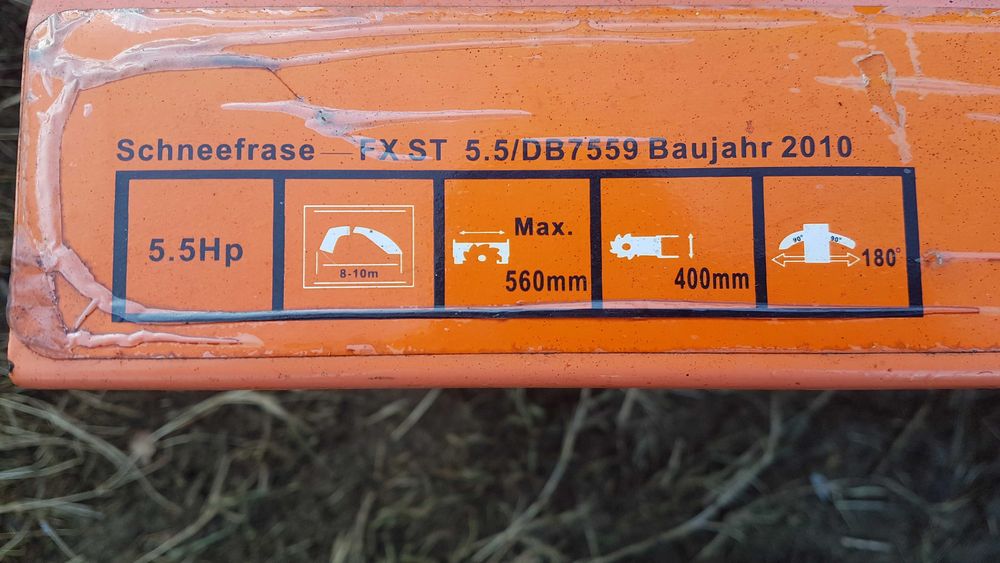 Schneefrase FX ST 5.5/DB7559 Baujahr 2010
5.5Hp
8-10m
Max.
560mm
400mm
90° 90°
180°